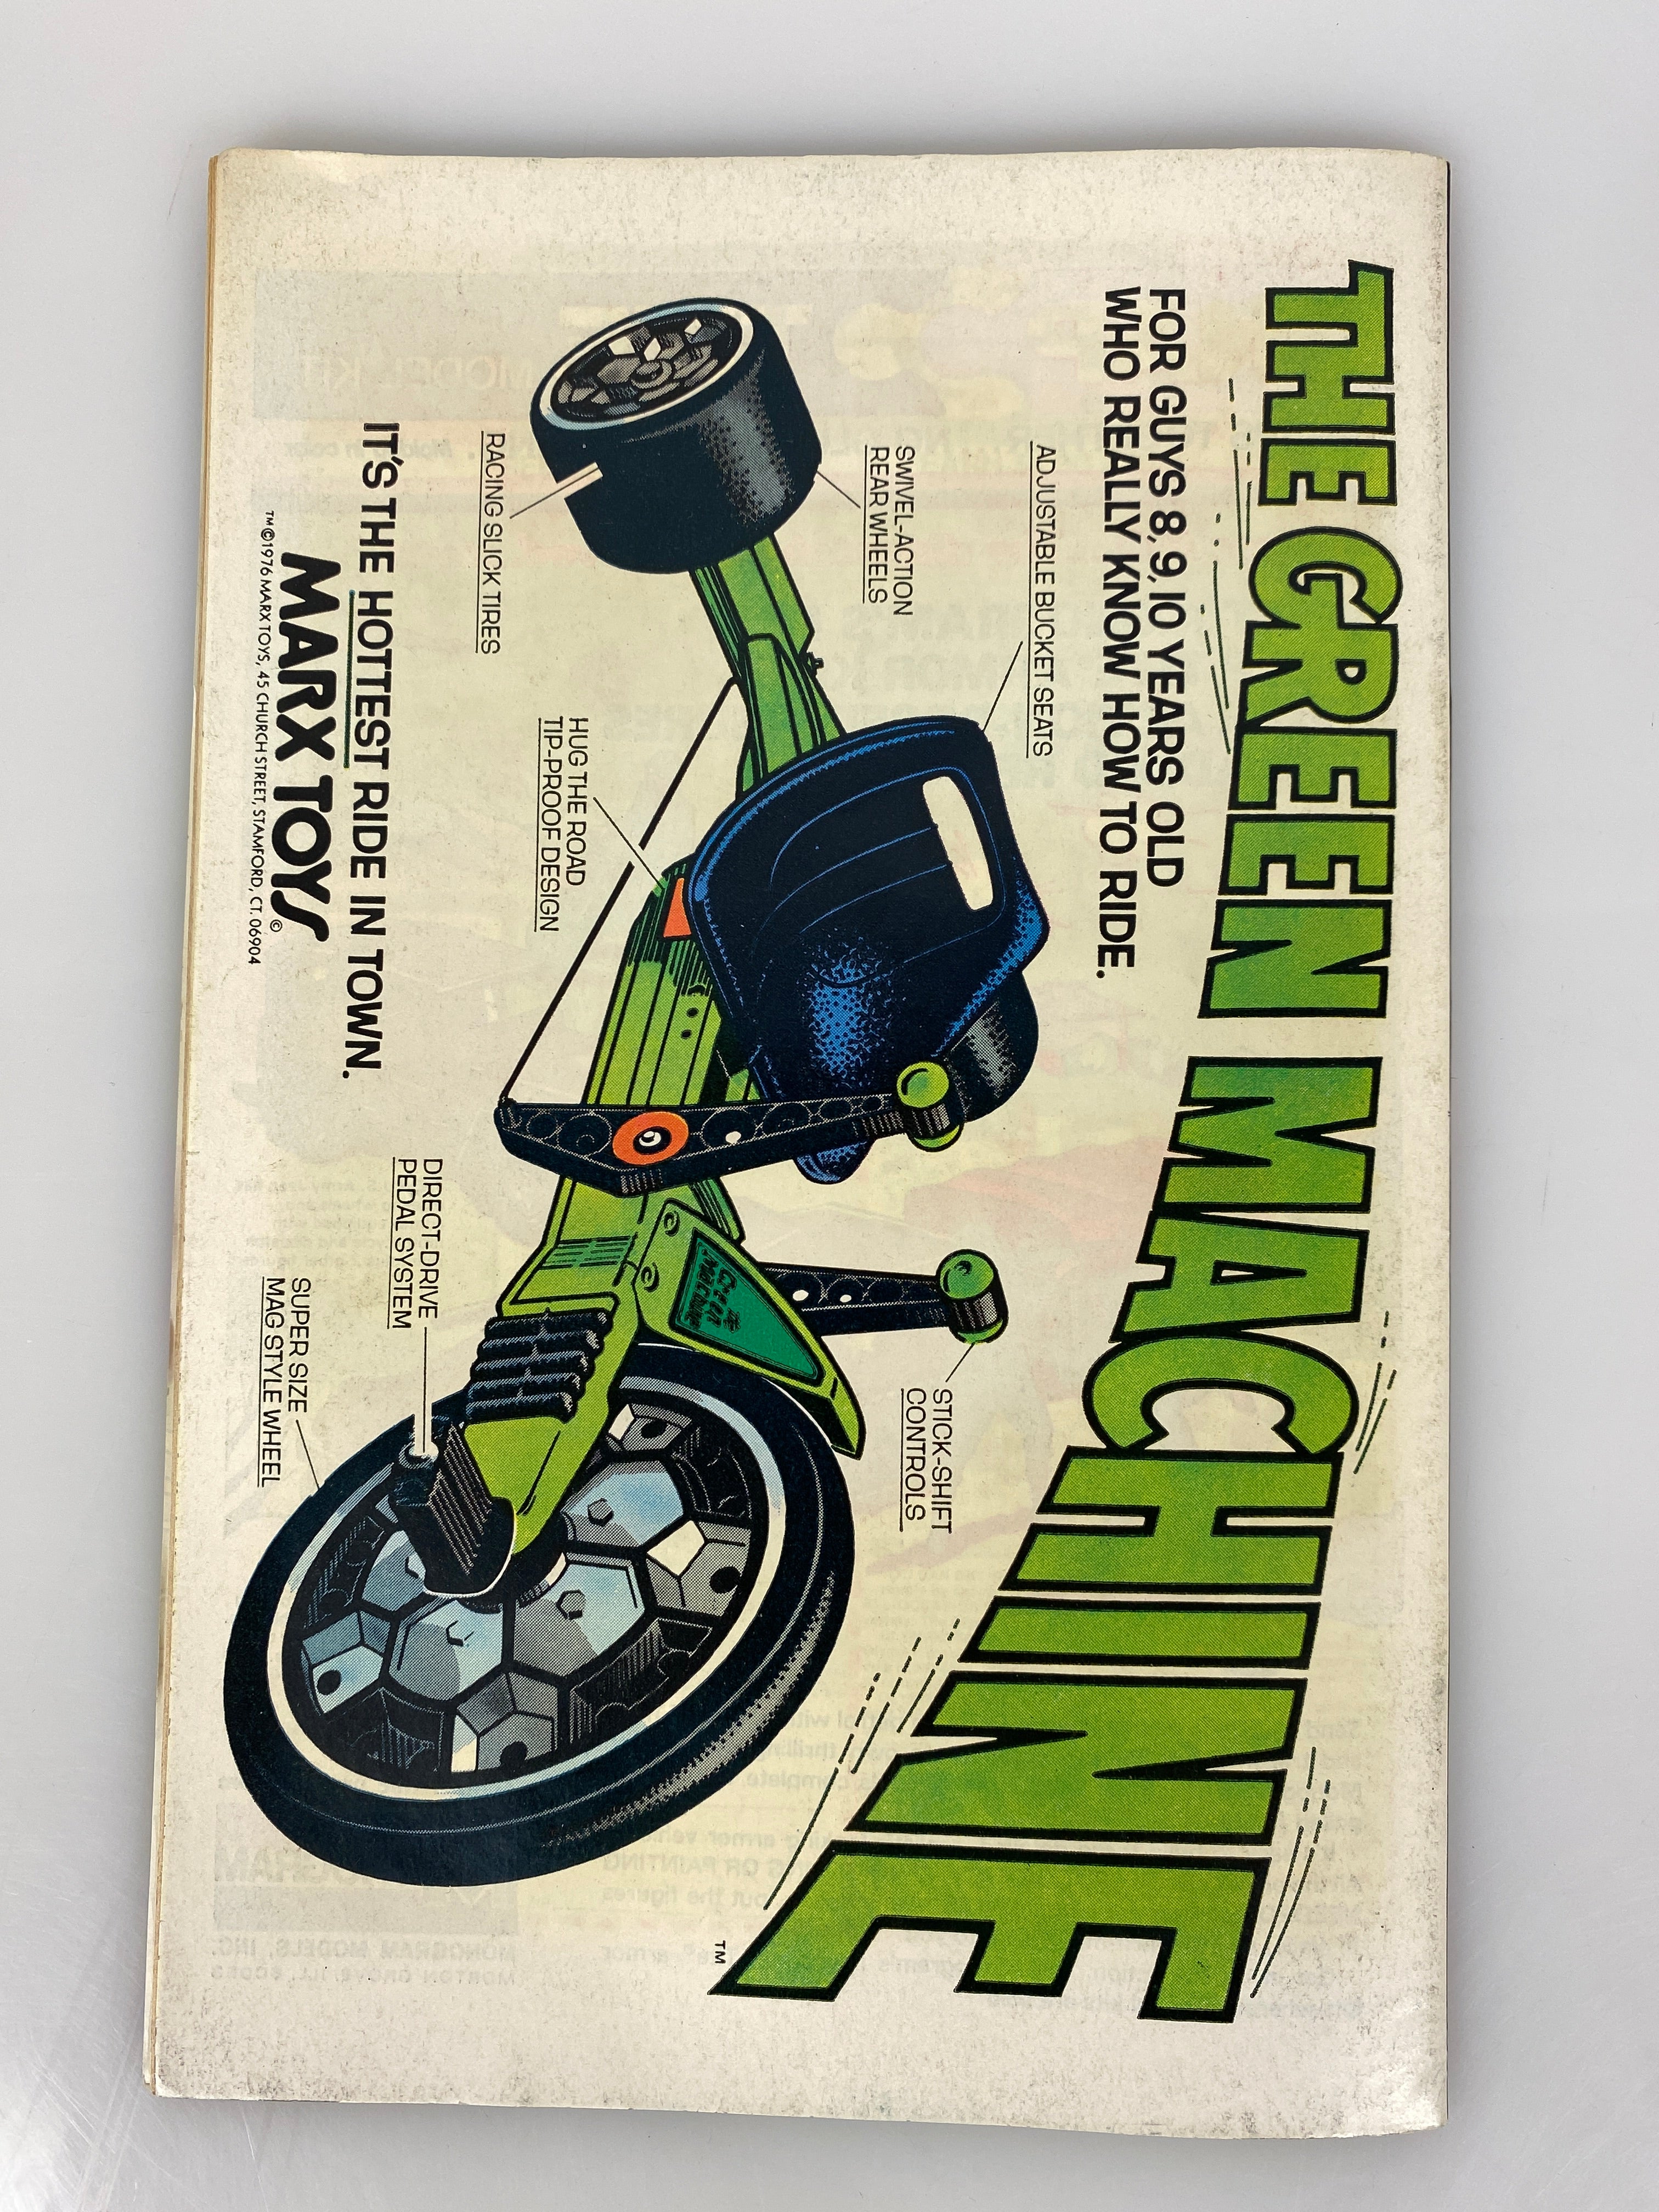 THE GREEN MACHINE™
FOR GUYS 8, 9, 10 YEARS OLD
WHO REALLY KNOW HOW TO RIDE.
ADJUSTABLE BUCKET SEATS
SWIVEL-ACTION
REAR WHEELS
STICK-SHIFT
CONTROLS
The
Green
Machine
RACING SLICK TIRES
HUG THE ROAD
TIP-PROOF DESIGN
DIRECT-DRIVE
PEDAL SYSTEM
SUPER SIZE
MAG STYLE WHEEL
IT'S THE HOTTEST RIDE IN TOWN.
MARX TOYS©
™©1976 MARX TOYS, 45 CHURCH STREET, STAMFORD, CT. 06904